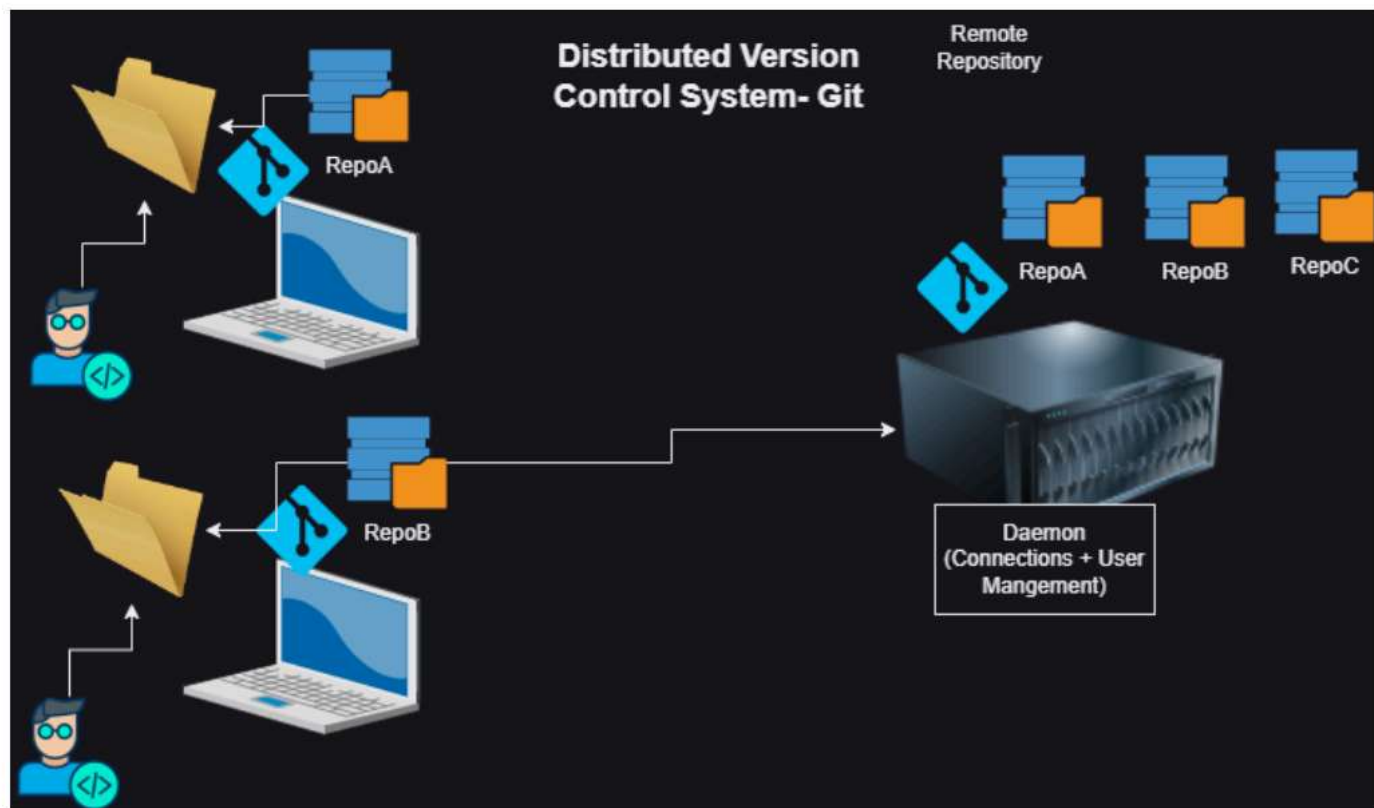 Distributed Version
Control System- Git
Remote
Repository
RepoA
RepoA
RepoB
RepoC
RepoB
Daemon
(Connections + User
Mangement)